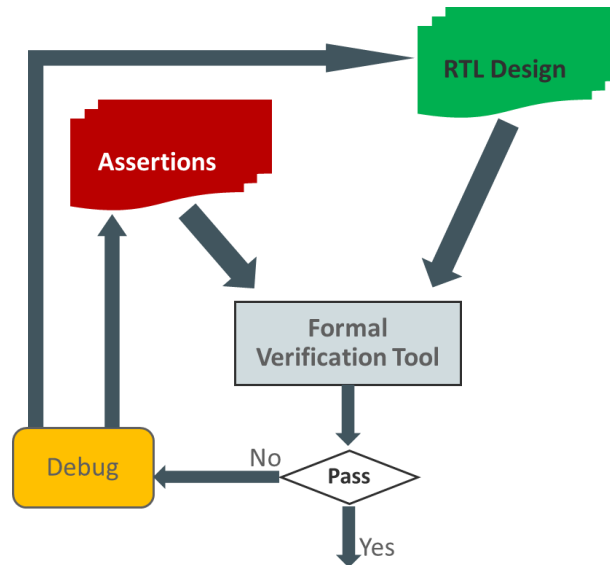 RTL Design
Assertions
Formal
Verification Tool
No
Debug
Pass
Yes